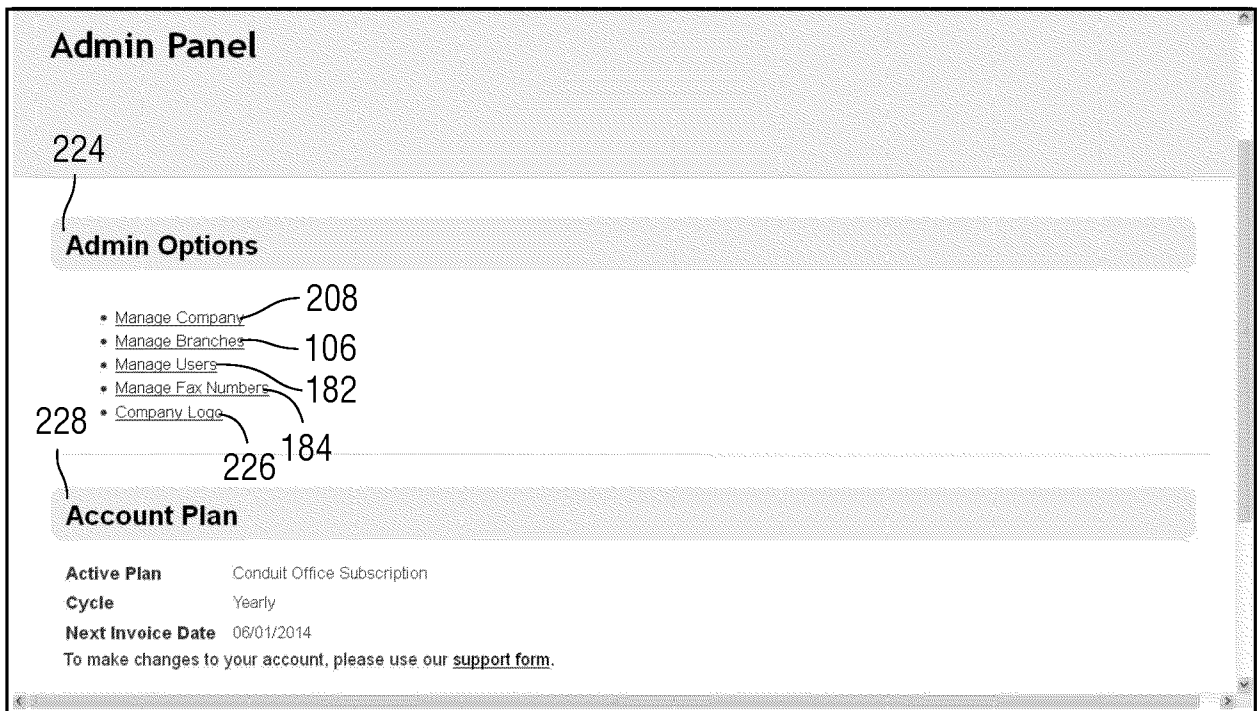 Admin Panel
224
Admin Options
• Manage Company 208
• Manage Branches 106
• Manage Users 182
• Manage Fax Numbers 184
• Company Logo 226
228
Account Plan
Active Plan Conduit Office Subscription
Cycle Yearly
Next Invoice Date 06/01/2014
To make changes to your account, please use our support form.